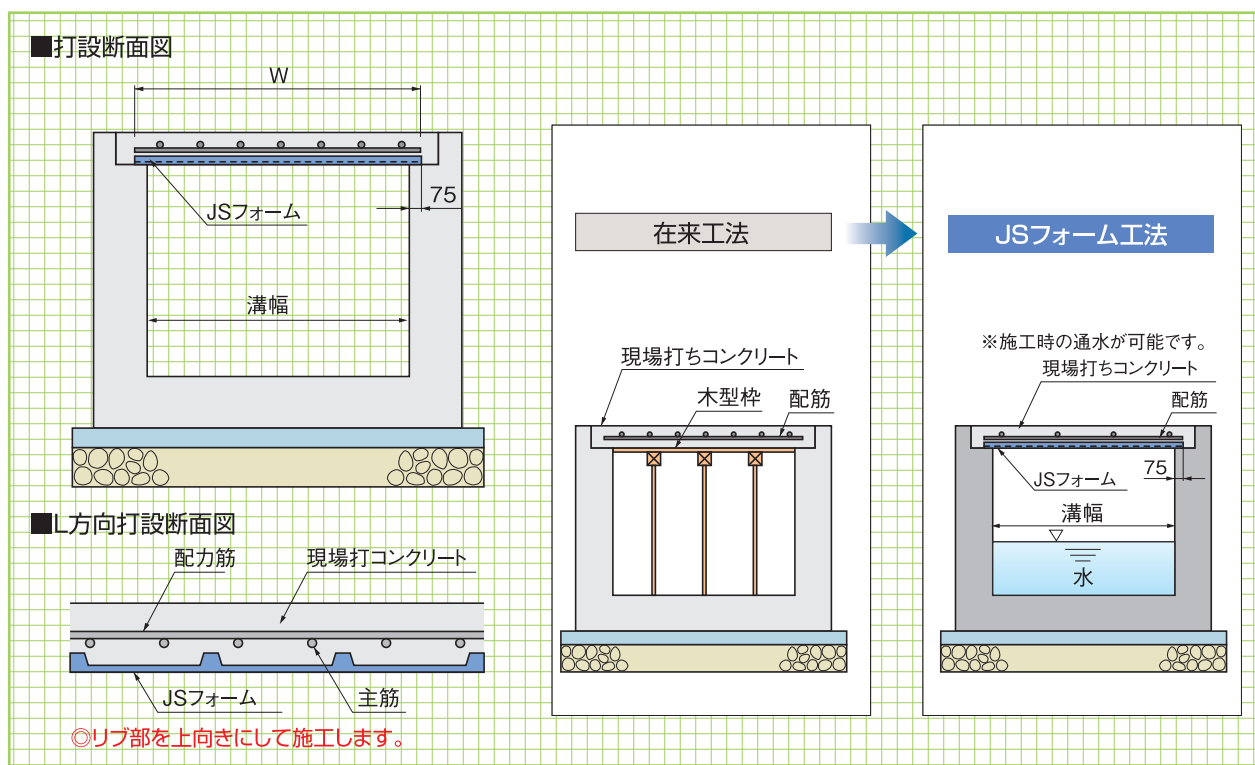 ■打設断面図
W
75
JSフォーム
溝幅
■L方向打設断面図
配力筋
現場打コンクリート
JSフォーム
主筋
◎リブ部を上向きにして施工します。
在来工法
現場打ちコンクリート
木型枠
配筋
JSフォーム工法
※施工時の通水が可能です。
現場打ちコンクリート
配筋
JSフォーム
75
溝幅
水